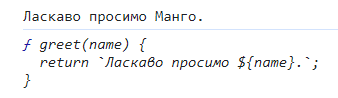 Ласкаво просимо Манго.
ƒ greet(name) {
  return `Ласкаво просимо ${name}.`;
}